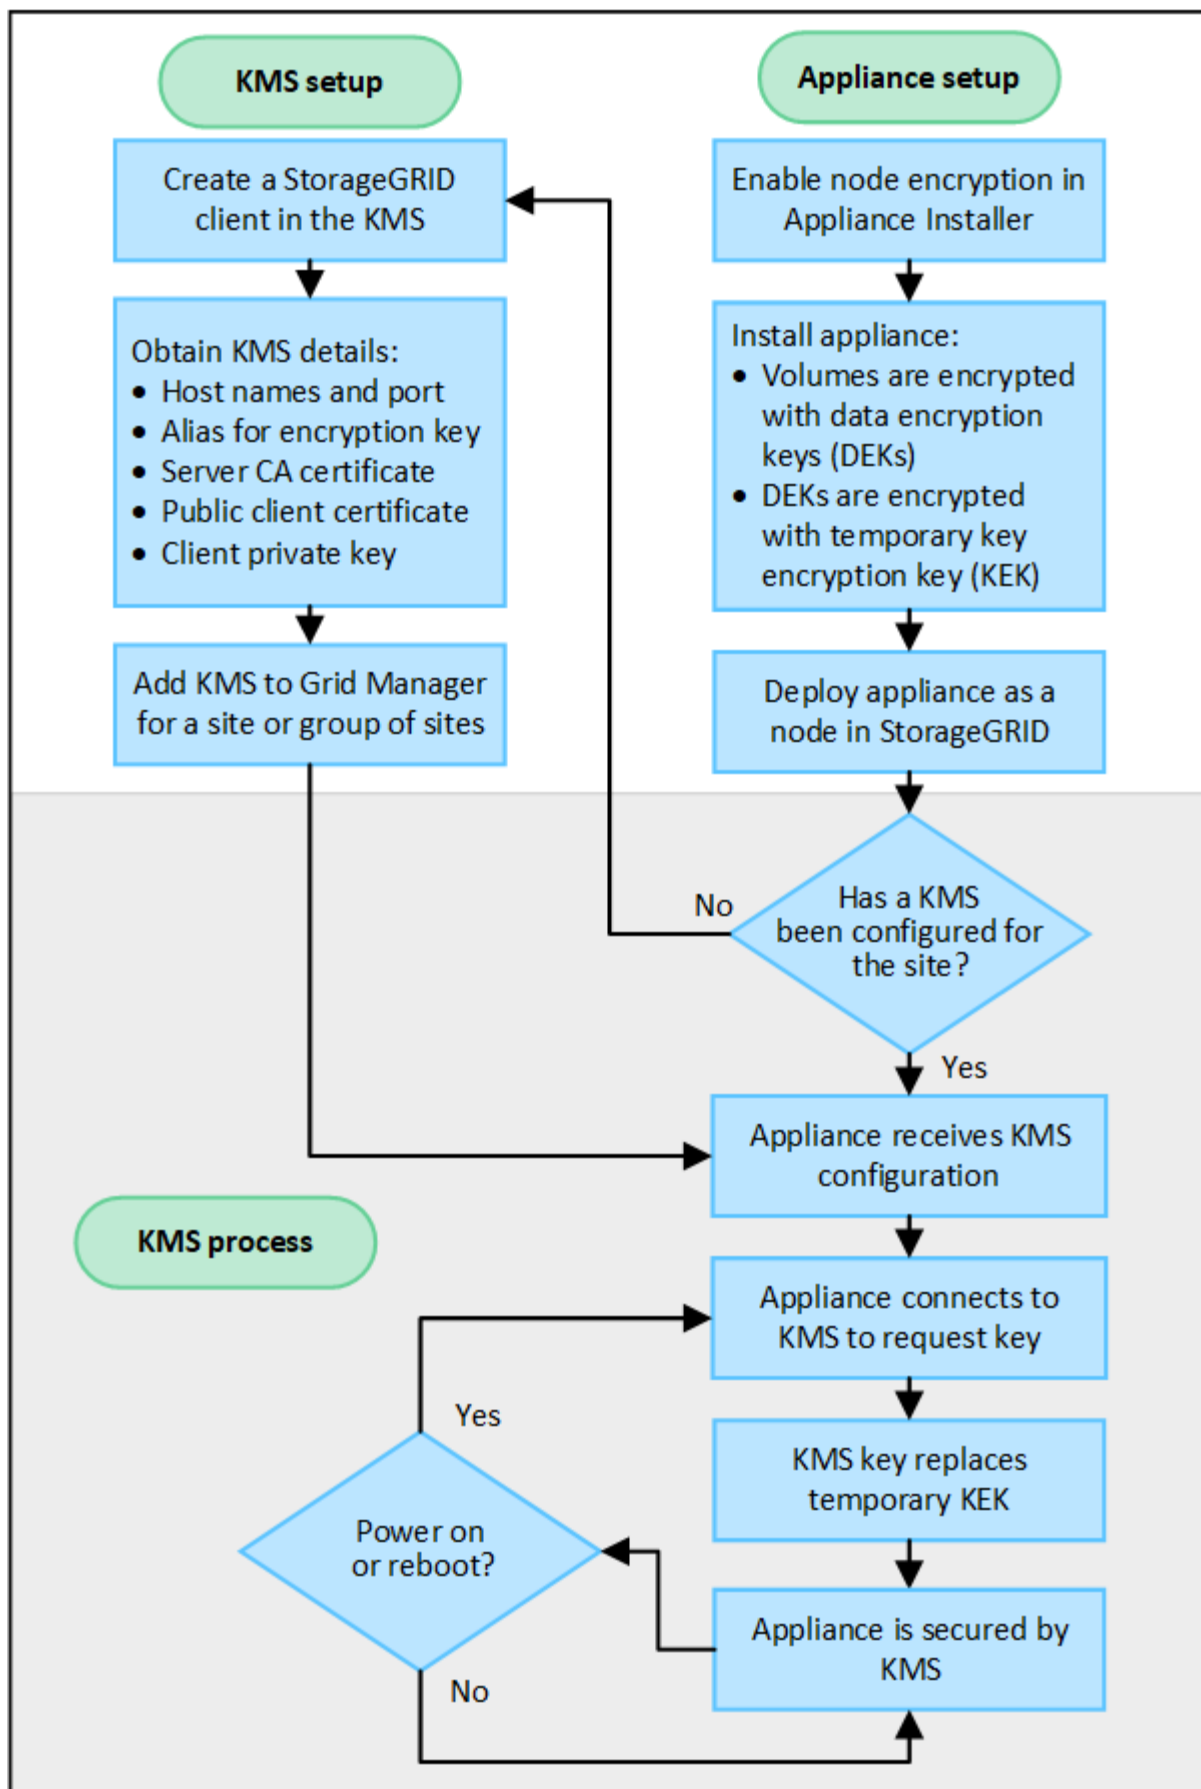 KMS setup
Create a StorageGRID
client in the KMS
Obtain KMS details:
• Host names and port
• Alias for encryption key
• Server CA certificate
• Public client certificate
• Client private key
Add KMS to Grid Manager
for a site or group of sites
Appliance setup
Enable node encryption in
Appliance Installer
Install appliance:
• Volumes are encrypted
with data encryption
keys (DEKs)
• DEKs are encrypted
with temporary key
encryption key (KEK)
Deploy appliance as a
node in StorageGRID
Has a KMS
been configured for
the site?
No
Yes
Appliance receives KMS
configuration
KMS process
Appliance connects to
KMS to request key
Yes
KMS key replaces
temporary KEK
Power on
or reboot?
Appliance is secured by
KMS
No